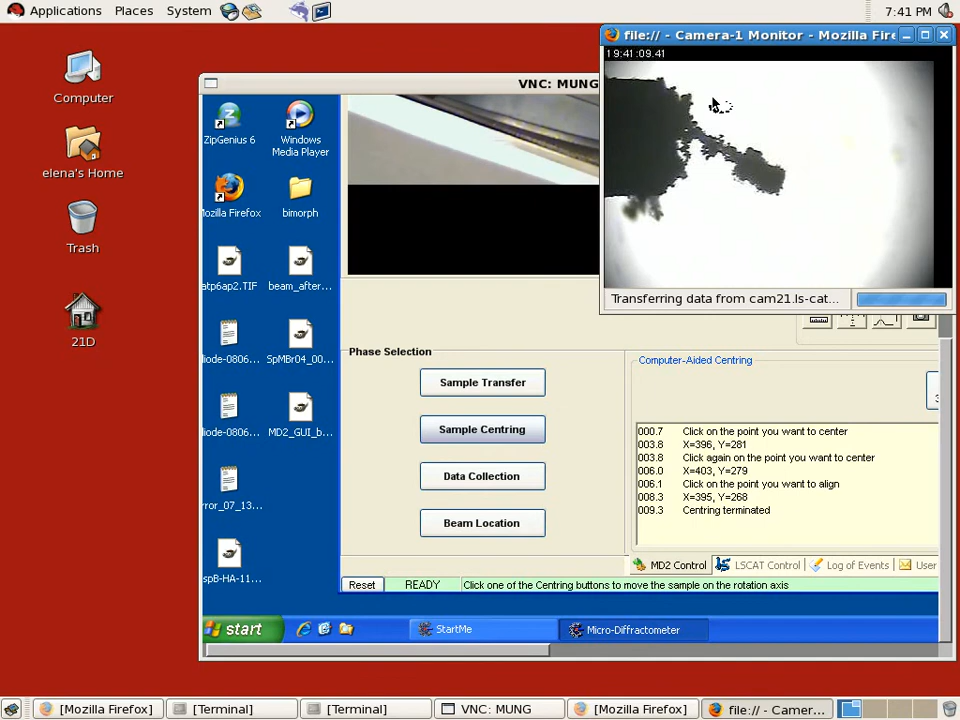 Applications Places System
7:41 PM
Computer
elena's Home
Trash
21D
file:// - Camera-1 Monitor - Mozilla Fire
19:41:09.41
Transferring data from cam21.ls-cat...
VNC: MUNG
ZipGenius 6
Windows Media Player
Mozilla Firefox
bimorph
atp6ap2.TIF
beam_after...
iode-0806...
SpMBr04_00...
iode-0806...
MD2_GUI_b...
ror_07_13...
spB-HA-11...
Phase Selection
Sample Transfer
Sample Centring
Data Collection
Beam Location
Computer-Aided Centring
000.7 Click on the point you want to center
003.8 X=396, Y=281
003.8 Click again on the point you want to center
006.0 X=403, Y=279
006.1 Click on the point you want to align
008.3 X=395, Y=268
009.3 Centring terminated
MD2 Control LSCAT Control Log of Events User
Reset READY Click one of the Centring buttons to move the sample on the rotation axis
start StartMe Micro-Diffractometer
[Mozilla Firefox] [Terminal] [Terminal] VNC: MUNG [Mozilla Firefox] file:// - Camer...